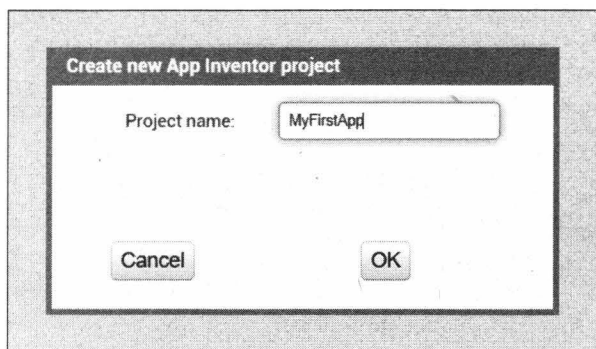 Create new App Inventor project
Project name: MyFirstApp
Cancel OK